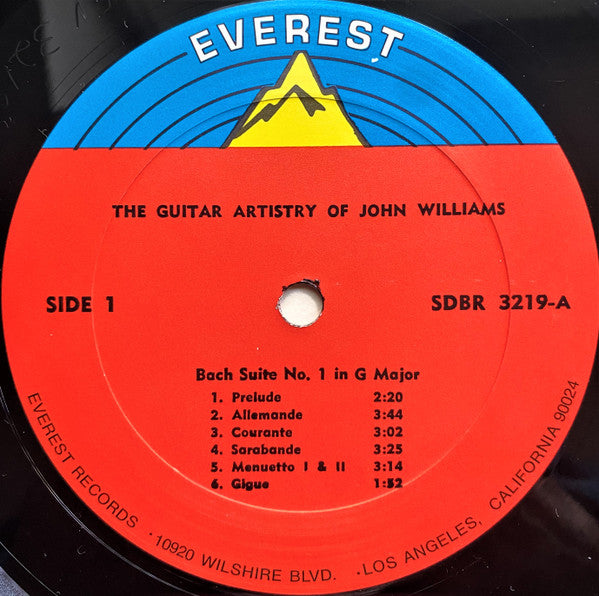 EVEREST
THE GUITAR ARTISTRY OF JOHN WILLIAMS
SIDE 1
SDBR 3219-A
Bach Suite No. 1 in G Major
1. Prelude 2:20
2. Allemande 3:44
3. Courante 3:02
4. Sarabande 3:25
5. Menuetto I & II 3:14
6. Gigue 1:52
EVEREST RECORDS · 10920 WILSHIRE BLVD. · LOS ANGELES, CALIFORNIA 90024